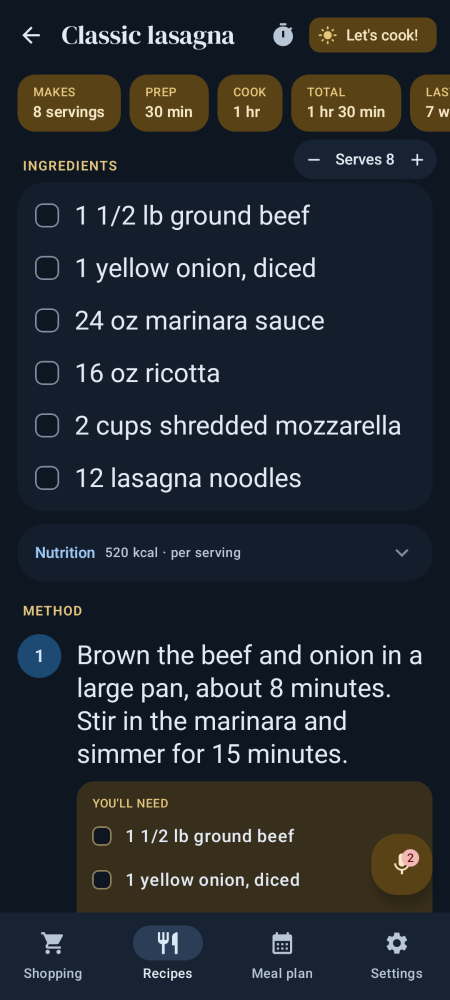 Classic lasagna
Let's cook!
MAKES
8 servings
PREP
30 min
COOK
1 hr
TOTAL
1 hr 30 min
INGREDIENTS
− Serves 8 +
1 1/2 lb ground beef
1 yellow onion, diced
24 oz marinara sauce
16 oz ricotta
2 cups shredded mozzarella
12 lasagna noodles
Nutrition 520 kcal · per serving
METHOD
1
Brown the beef and onion in a
large pan, about 8 minutes.
Stir in the marinara and
simmer for 15 minutes.
YOU'LL NEED
1 1/2 lb ground beef
2
1 yellow onion, diced
Shopping
Recipes
Meal plan
Settings